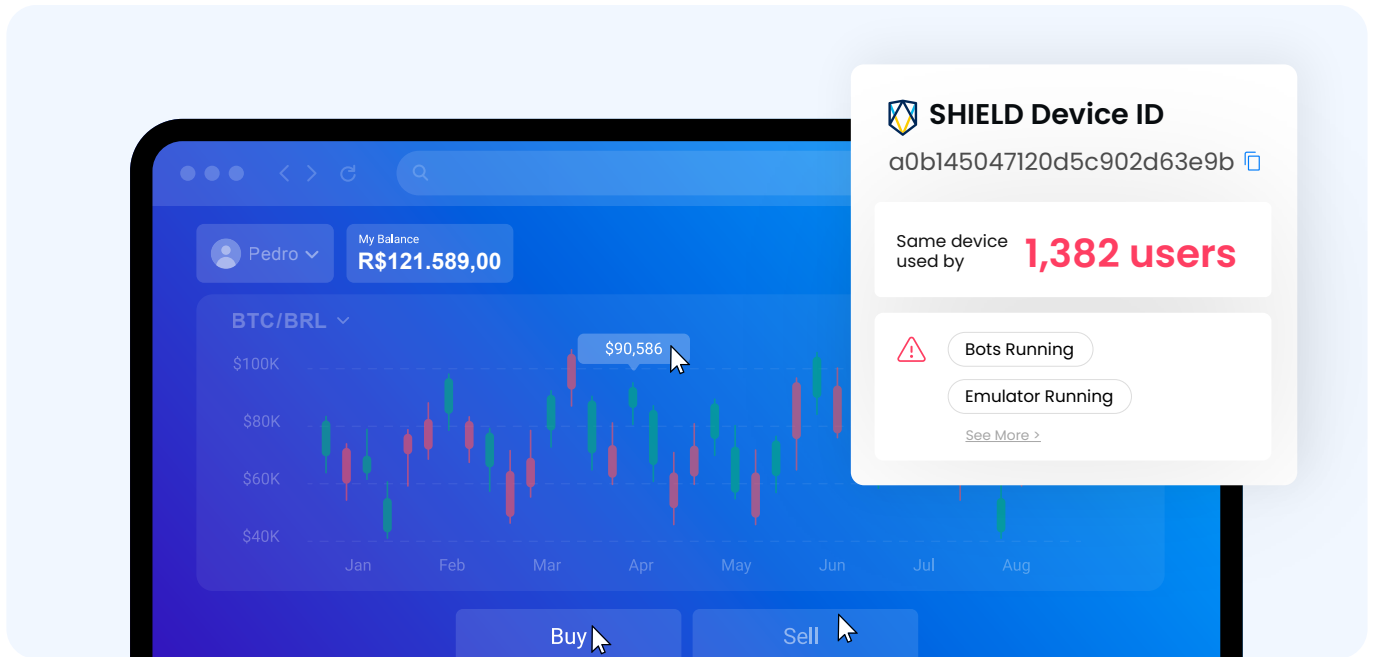 SHIELD Device ID
a0b145047120d5c902d63e9b
Same device
used by
1,382 users
Bots Running
Emulator Running
See More >
Pedro
My Balance
R$121.589,00
BTC/BRL
$90,586
$100K
$80K
$60K
$40K
Jan Feb Mar Apr May Jun Jul Aug
Buy
Sell